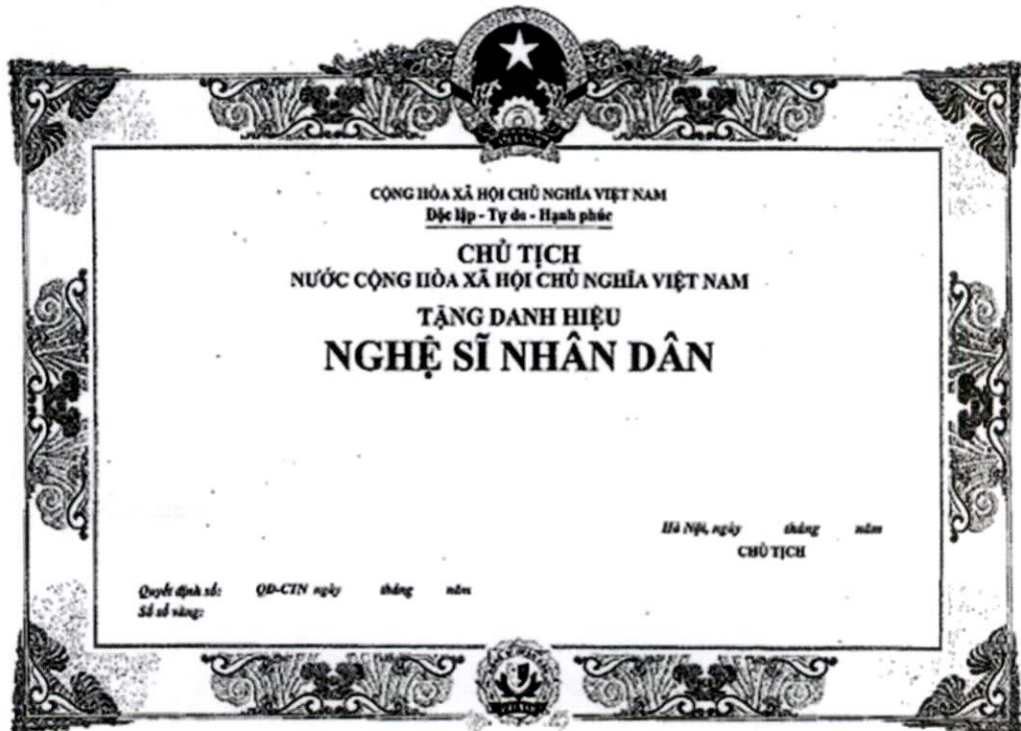 CỘNG HÒA XÃ HỘI CHỦ NGHĨA VIỆT NAM
Độc lập - Tự do - Hạnh phúc
CHỦ TỊCH
NƯỚC CỘNG HÒA XÃ HỘI CHỦ NGHĨA VIỆT NAM
TẶNG DANH HIỆU
NGHỆ SĨ NHÂN DÂN
Hà Nội, ngày tháng năm
CHỦ TỊCH
Quyết định số: QĐ-CTN ngày tháng năm
Số sổ vàng: